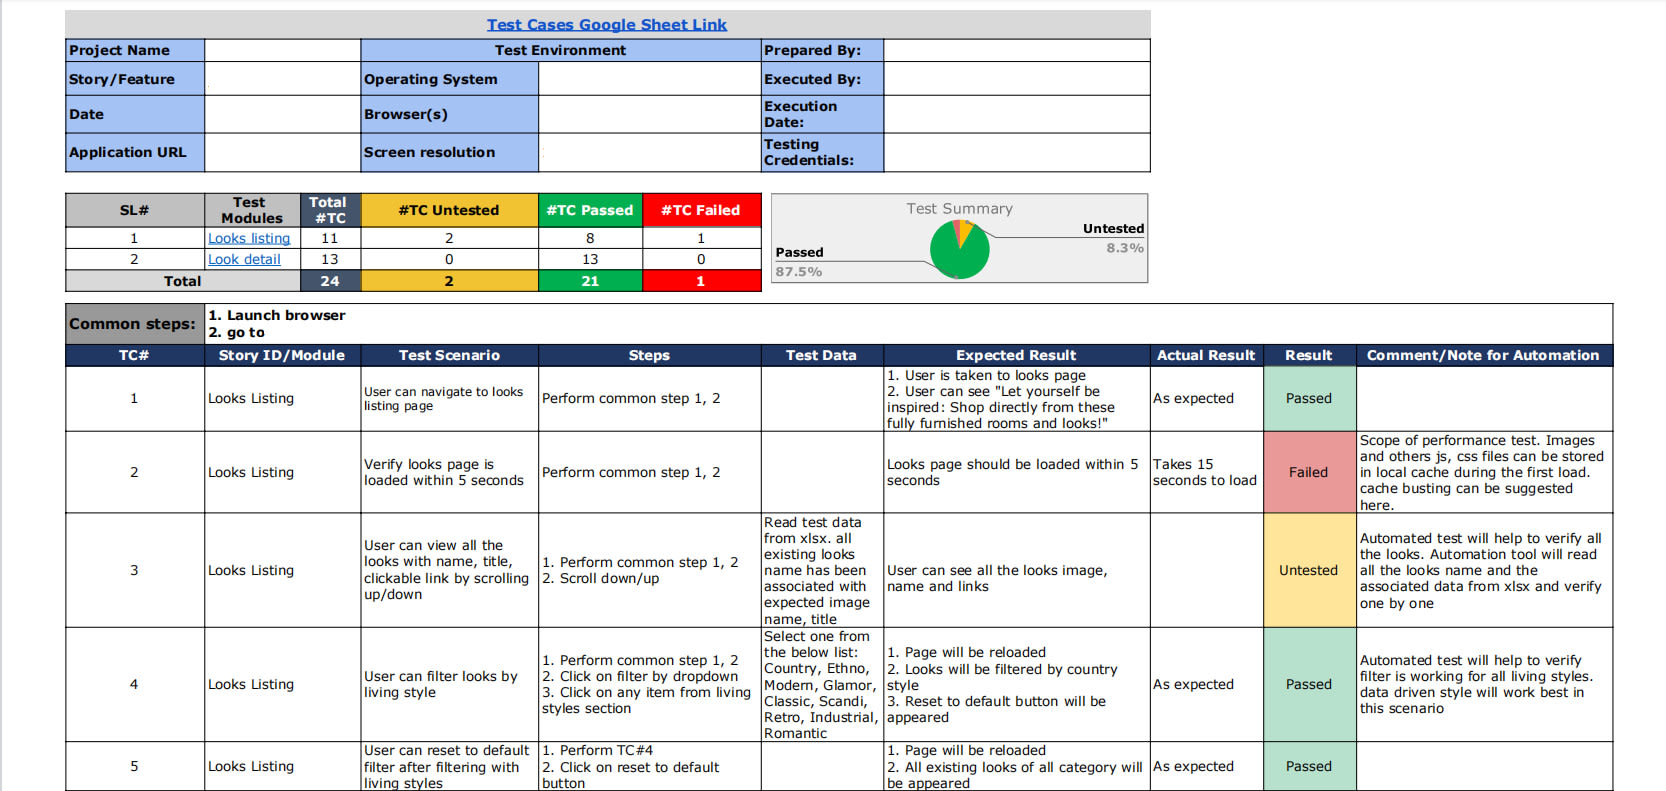 Test Cases Google Sheet Link
Project Name
Test Environment
Prepared By:
Story/Feature
Operating System
Executed By:
Date
Browser(s)
Execution
Date:
Application URL
Screen resolution
Testing
Credentials:
SL#
Test
Modules
Total
#TC
#TC Untested
#TC Passed
#TC Failed
1
Looks listing
11
2
8
1
2
Look detail
13
0
13
0
Total
24
2
21
1
Test Summary
Untested
8.3%
Passed
87.5%
Common steps:
1. Launch browser
2. go to
TC#
Story ID/Module
Test Scenario
Steps
Test Data
Expected Result
Actual Result
Result
Comment/Note for Automation
1
Looks Listing
User can navigate to looks
listing page
Perform common step 1, 2
1. User is taken to looks page
2. User can see "Let yourself be
inspired: Shop directly from these
fully furnished rooms and looks!"
As expected
Passed
2
Looks Listing
Verify looks page is
loaded within 5 seconds
Perform common step 1, 2
Looks page should be loaded within 5
seconds
Takes 15
seconds to load
Failed
Scope of performance test. Images
and others js, css files can be stored
in local cache during the first load.
cache busting can be suggested
here.
3
Looks Listing
User can view all the
looks with name, title,
clickable link by scrolling
up/down
1. Perform common step 1, 2
2. Scroll down/up
Read test data
from xlsx. all
existing looks
name has been
associated with
expected image
name, title
User can see all the looks image,
name and links
Untested
Automated test will help to verify all
the looks. Automation tool will read
all the looks name and the
associated data from xlsx and verify
one by one
4
Looks Listing
User can filter looks by
living style
1. Perform common step 1, 2
2. Click on filter by dropdown
3. Click on any item from living
styles section
Select one from
the below list:
Country, Ethno,
Modern, Glamor,
Classic, Scandi,
Retro, Industrial,
Romantic
1. Page will be reloaded
2. Looks will be filtered by country
style
3. Reset to default button will be
appeared
As expected
Passed
Automated test will help to verify
filter is working for all living styles.
data driven style will work best in
this scenario
5
Looks Listing
User can reset to default
filter after filtering with
living styles
1. Perform TC#4
2. Click on reset to default
button
1. Page will be reloaded
2. All existing looks of all category will
be appeared
As expected
Passed